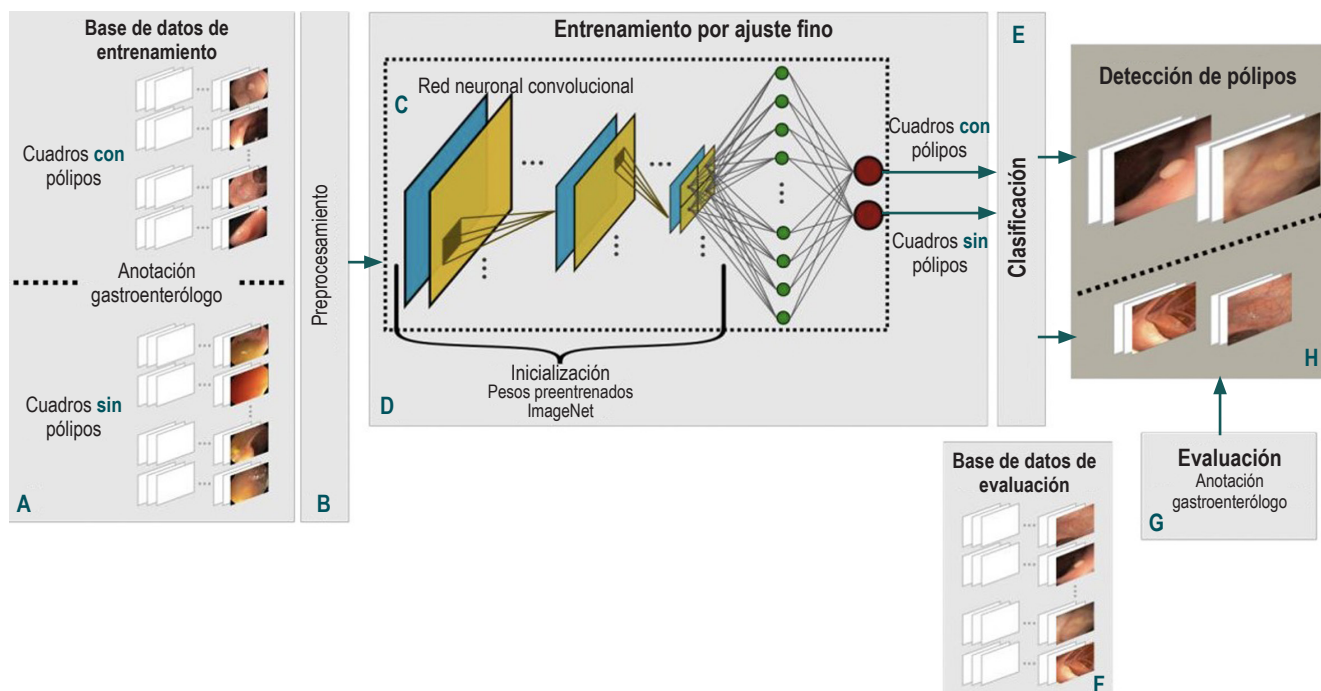 Base de datos de
entrenamiento
Cuadros con
pólipos
Anotación
gastroenterólogo
Cuadros sin
pólipos
A
Preprocesamiento
B
Entrenamiento por ajuste fino
C
Red neuronal convolucional
Cuadros con
pólipos
Cuadros sin
pólipos
Inicialización
Pesos preentrenados
ImageNet
D
E
Clasificación
Detección de pólipos
H
Base de datos de
evaluación
F
Evaluación
Anotación
gastroenterólogo
G